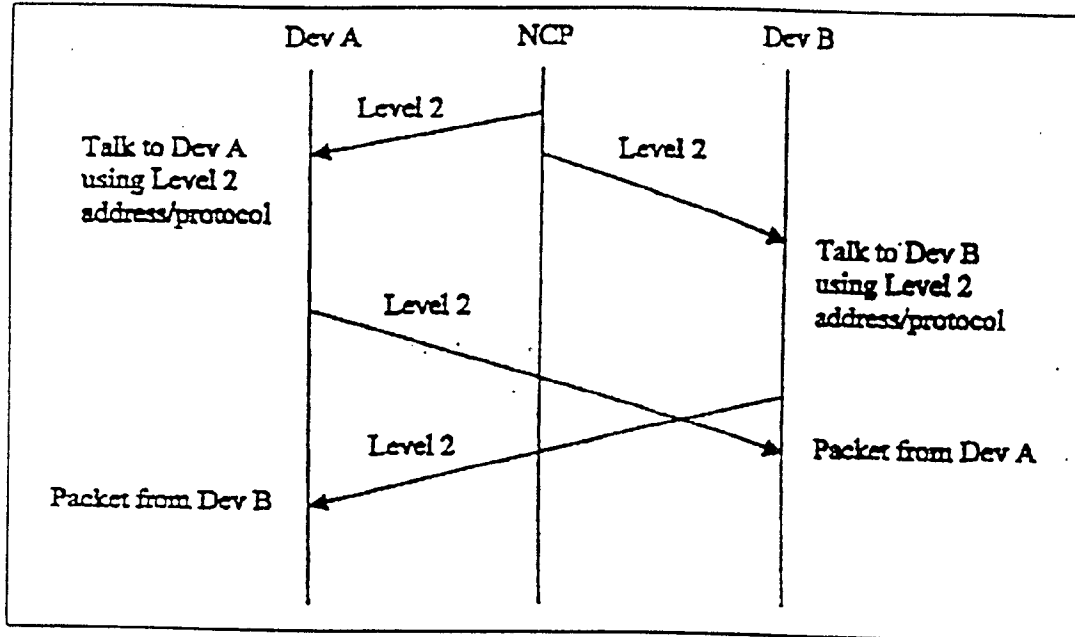 Dev A
NCP
Dev B
Level 2
Talk to Dev A
using Level 2
address/protocol
Level 2
Talk to Dev B
using Level 2
address/protocol
Level 2
Level 2
Packet from Dev A
Packet from Dev B